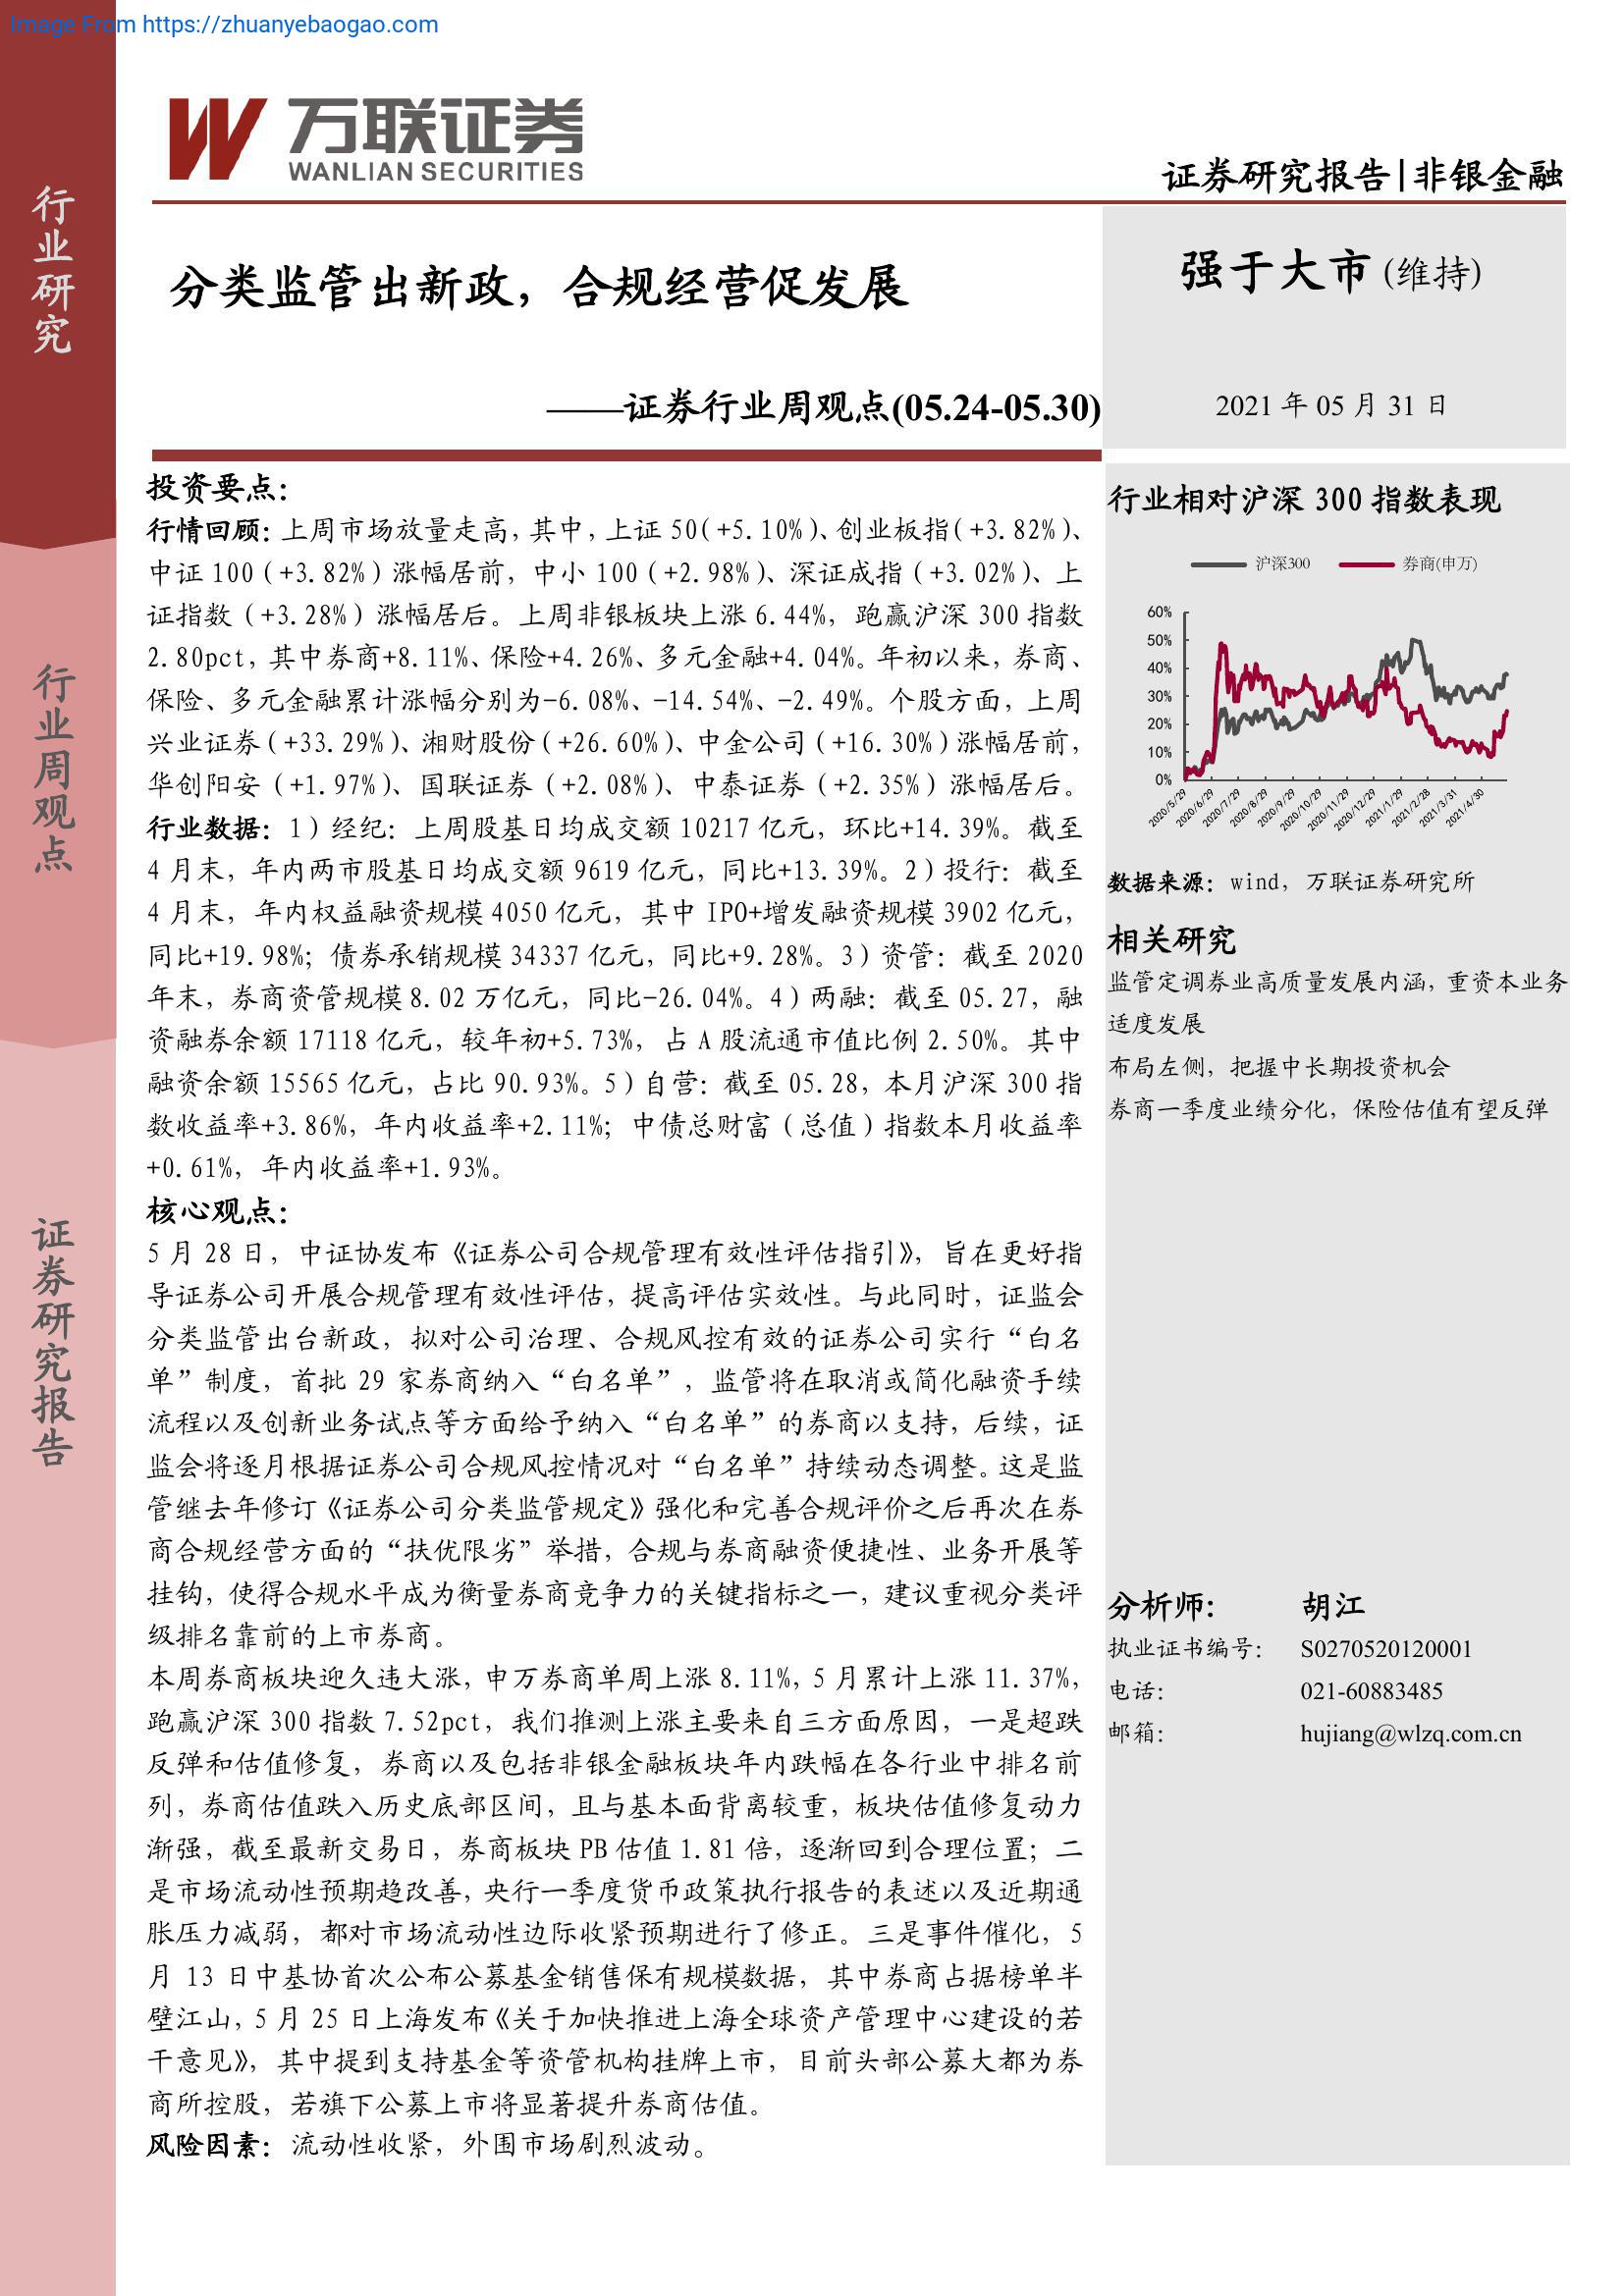 Image From https://zhuanyebaogao.com
万联证券
WANLIAN SECURITIES
证券研究报告|非银金融
行业研究
行业周观点
证券研究报告
分类监管出新政，合规经营促发展
——证券行业周观点(05.24-05.30)
强于大市(维持)
2021 年 05 月 31 日
投资要点：
行情回顾：上周市场放量走高,其中,上证 50(+5.10%)、创业板指(+3.82%)、
中证 100（+3.82%）涨幅居前，中小 100（+2.98%）、深证成指（+3.02%）、上
证指数（+3.28%）涨幅居后。上周非银板块上涨 6.44%，跑赢沪深 300 指数
2.80pct，其中券商+8.11%、保险+4.26%、多元金融+4.04%。年初以来，券商、
保险、多元金融累计涨幅分别为-6.08%、-14.54%、-2.49%。个股方面，上周
兴业证券（+33.29%）、湘财股份（+26.60%）、中金公司（+16.30%）涨幅居前，
华创阳安（+1.97%）、国联证券（+2.08%）、中泰证券（+2.35%）涨幅居后。
行业数据：1）经纪：上周股基日均成交额 10217 亿元，环比+14.39%。截至
4 月末，年内两市股基日均成交额 9619 亿元，同比+13.39%。2）投行：截至
4 月末，年内权益融资规模 4050 亿元，其中 IPO+增发融资规模 3902 亿元，
同比+19.98%；债券承销规模 34337 亿元，同比+9.28%。3）资管：截至 2020
年末，券商资管规模 8.02 万亿元，同比-26.04%。4）两融：截至 05.27，融
资融券余额 17118 亿元，较年初+5.73%，占 A 股流通市值比例 2.50%。其中
融资余额 15565 亿元，占比 90.93%。5）自营：截至 05.28，本月沪深 300 指
数收益率+3.86%，年内收益率+2.11%；中债总财富（总值）指数本月收益率
+0.61%，年内收益率+1.93%。
核心观点：
5 月 28 日，中证协发布《证券公司合规管理有效性评估指引》，旨在更好指
导证券公司开展合规管理有效性评估，提高评估实效性。与此同时，证监会
分类监管出台新政，拟对公司治理、合规风控有效的证券公司实行“白名
单”制度，首批 29 家券商纳入“白名单”，监管将在取消或简化融资手续
流程以及创新业务试点等方面给予纳入“白名单”的券商以支持，后续，证
监会将逐月根据证券公司合规风控情况对“白名单”持续动态调整。这是监
管继去年修订《证券公司分类监管规定》强化和完善合规评价之后再次在券
商合规经营方面的“扶优限劣”举措，合规与券商融资便捷性、业务开展等
挂钩，使得合规水平成为衡量券商竞争力的关键指标之一，建议重视分类评
级排名靠前的上市券商。
本周券商板块迎久违大涨，申万券商单周上涨 8.11%，5 月累计上涨 11.37%，
跑赢沪深 300 指数 7.52pct，我们推测上涨主要来自三方面原因，一是超跌
反弹和估值修复，券商以及包括非银金融板块年内跌幅在各行业中排名前
列，券商估值跌入历史底部区间，且与基本面背离较重，板块估值修复动力
渐强，截至最新交易日，券商板块 PB 估值 1.81 倍，逐渐回到合理位置；二
是市场流动性预期趋改善，央行一季度货币政策执行报告的表述以及近期通
胀压力减弱，都对市场流动性边际收紧预期进行了修正。三是事件催化，5
月 13 日中基协首次公布公募基金销售保有规模数据，其中券商占据榜单半
壁江山，5 月 25 日上海发布《关于加快推进上海全球资产管理中心建设的若
干意见》，其中提到支持基金等资管机构挂牌上市，目前头部公募大都为券
商所控股，若旗下公募上市将显著提升券商估值。
风险因素：流动性收紧，外围市场剧烈波动。
行业相对沪深 300 指数表现
沪深300 券商(申万)
60%
50%
40%
30%
20%
10%
0%
2020/5/29 2020/6/29 2020/7/29 2020/8/29 2020/9/29 2020/10/29 2020/11/29 2020/12/29 2021/1/29 2021/2/28 2021/3/31 2021/4/30
数据来源：wind，万联证券研究所
相关研究
监管定调券业高质量发展内涵，重资本业务
适度发展
布局左侧，把握中长期投资机会
券商一季度业绩分化，保险估值有望反弹
分析师： 胡江
执业证书编号： S0270520120001
电话： 021-60883485
邮箱： hujiang@wlzq.com.cn